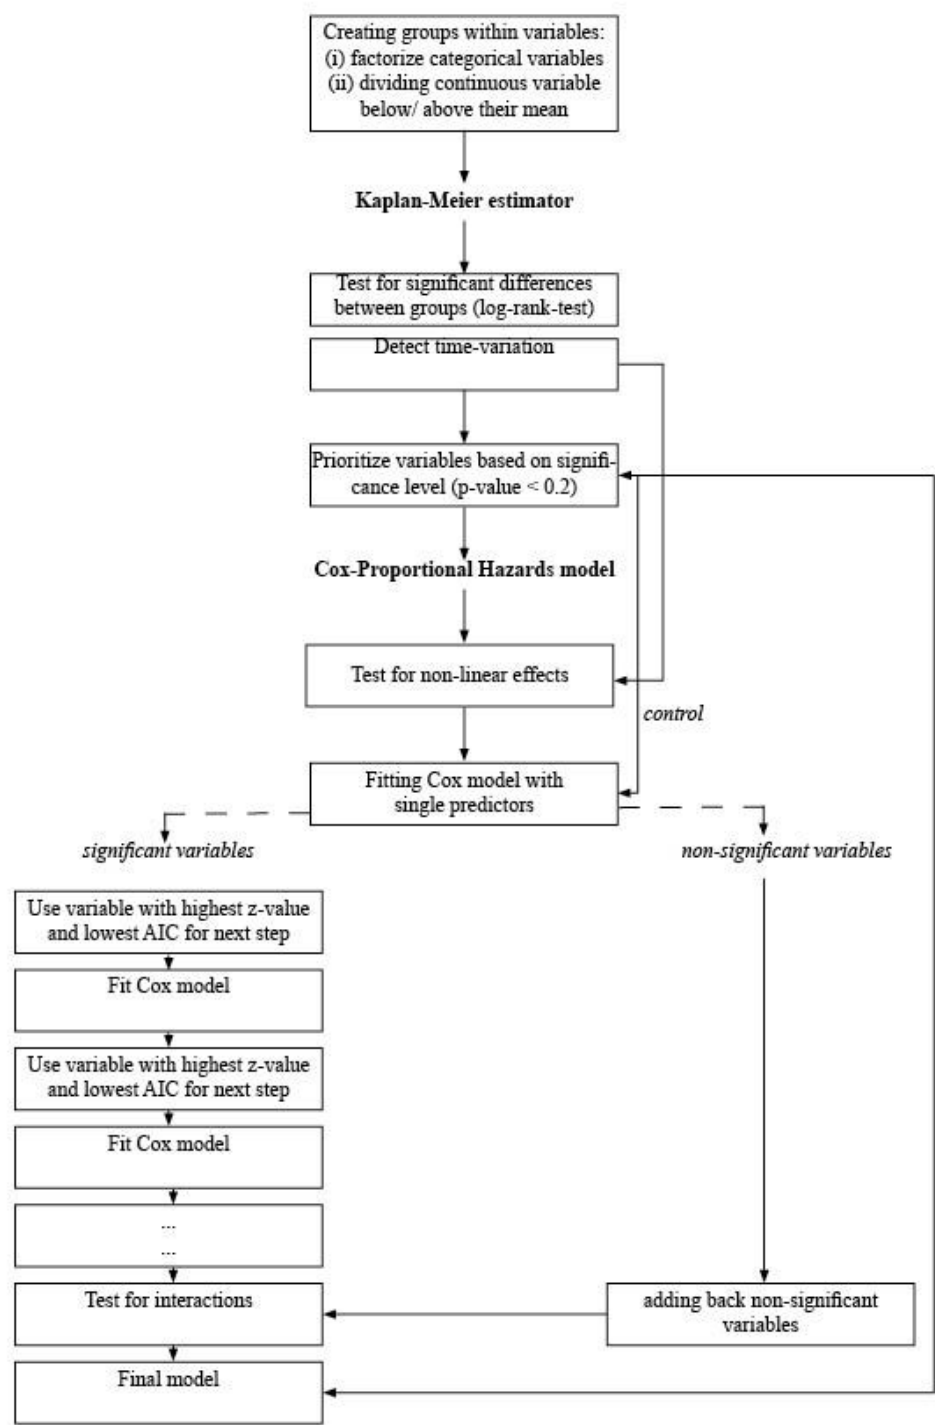 Creating groups within variables:
(i) factorize categorical variables
(ii) dividing continuous variable
below/ above their mean
Kaplan-Meier estimator
Test for significant differences
between groups (log-rank-test)
Detect time-variation
Prioritize variables based on signifi-
cance level (p-value < 0.2)
Cox-Proportional Hazards model
Test for non-linear effects
control
Fitting Cox model with
single predictors
significant variables
non-significant variables
Use variable with highest z-value
and lowest AIC for next step
Fit Cox model
Use variable with highest z-value
and lowest AIC for next step
Fit Cox model
...
...
Test for interactions
adding back non-significant
variables
Final model